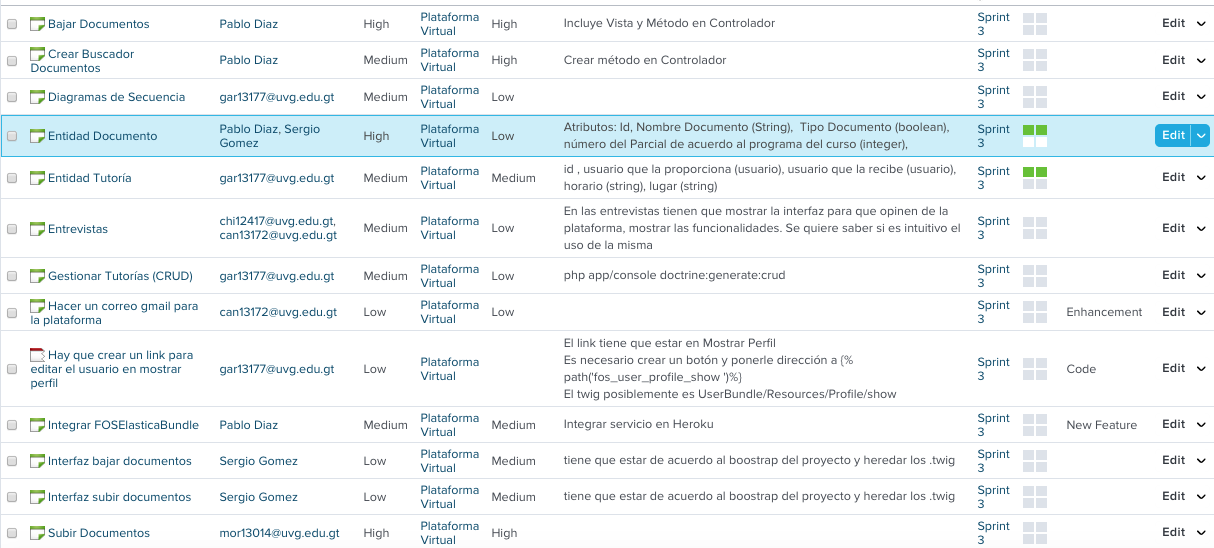 Bajar Documentos Pablo Diaz High Plataforma Virtual High Incluye Vista y Método en Controlador Sprint 3 Edit
Crear Buscador Documentos Pablo Diaz Medium Plataforma Virtual High Crear método en Controlador Sprint 3 Edit
Diagramas de Secuencia gar13177@uvg.edu.gt Medium Plataforma Virtual Low Sprint 3 Edit
Entidad Documento Pablo Diaz, Sergio Gomez High Plataforma Virtual Low Atributos: Id, Nombre Documento (String), Tipo Documento (boolean), número del Parcial de acuerdo al programa del curso (integer), Sprint 3 Edit
Entidad Tutoría gar13177@uvg.edu.gt Medium Plataforma Virtual Medium id , usuario que la proporciona (usuario), usuario que la recibe (usuario), horario (string), lugar (string) Sprint 3 Edit
Entrevistas chi12417@uvg.edu.gt, can13172@uvg.edu.gt Medium Plataforma Virtual Low En las entrevistas tienen que mostrar la interfaz para que opinen de la plataforma, mostrar las funcionalidades. Se quiere saber si es intuitivo el uso de la misma Sprint 3 Edit
Gestionar Tutorías (CRUD) gar13177@uvg.edu.gt Medium Plataforma Virtual Low php app/console doctrine:generate:crud Sprint 3 Edit
Hacer un correo gmail para la plataforma can13172@uvg.edu.gt Low Plataforma Virtual Low Sprint 3 Enhancement Edit
Hay que crear un link para editar el usuario en mostrar perfil gar13177@uvg.edu.gt Low Plataforma Virtual El link tiene que estar en Mostrar Perfil Es necesario crear un botón y ponerle dirección a {% path('fos_user_profile_show ')%} El twig posiblemente es UserBundle/Resources/Profile/show Sprint 3 Code Edit
Integrar FOSElasticaBundle Pablo Diaz Medium Plataforma Virtual Medium Integrar servicio en Heroku Sprint 3 New Feature Edit
Interfaz bajar documentos Sergio Gomez Low Plataforma Virtual Medium tiene que estar de acuerdo al boostrap del proyecto y heredar los .twig Sprint 3 Edit
Interfaz subir documentos Sergio Gomez Low Plataforma Virtual Medium tiene que estar de acuerdo al boostrap del proyecto y heredar los .twig Sprint 3 Edit
Subir Documentos mor13014@uvg.edu.gt High Plataforma Virtual High Sprint 3 Edit